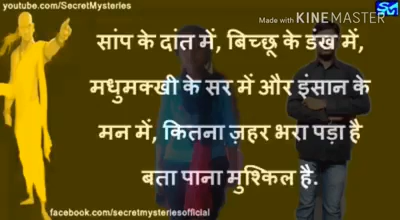 youtube.com/SecretMysteries
Made with KINEMASTER
सांप के दांत में, बिच्छू के डंख में,
मधुमक्खी के सर में और इंसान के
मन में, कितना ज़हर भरा पड़ा है
बता पाना मुश्किल है.
facebook.com/secretmysteriesofficial